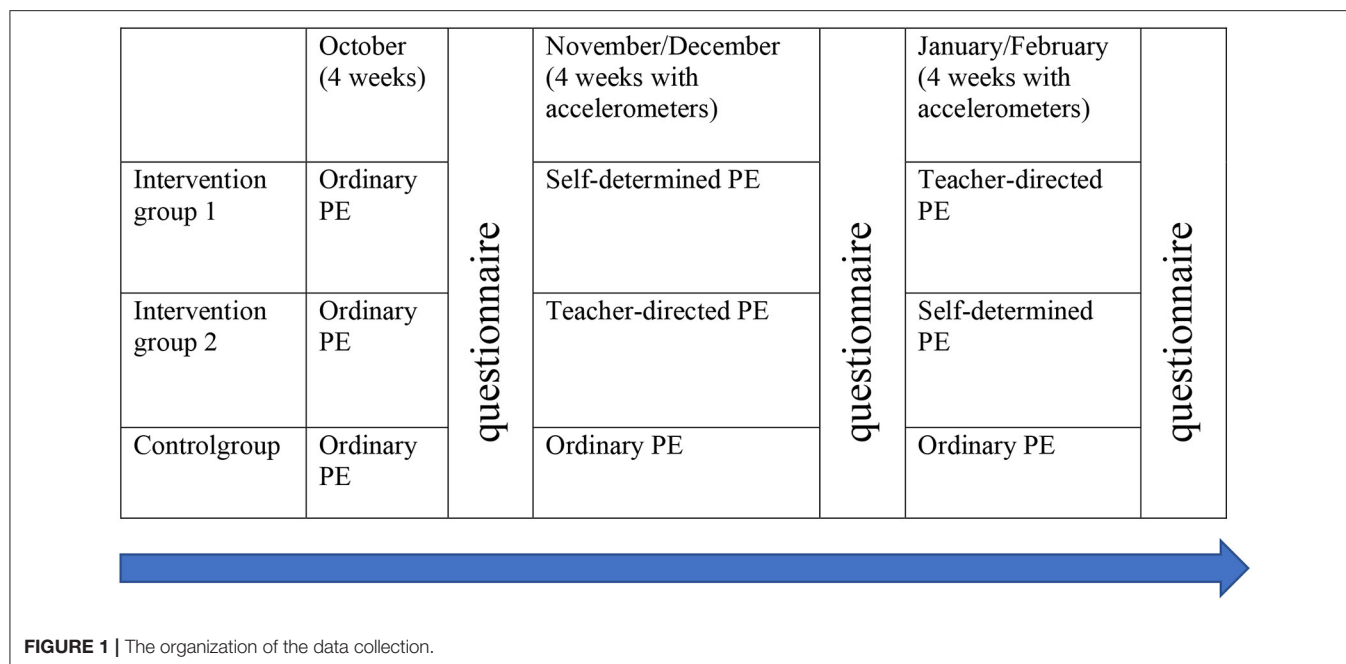 October
(4 weeks)
questionnaire
November/December
(4 weeks with
accelerometers)
questionnaire
January/February
(4 weeks with
accelerometers)
questionnaire
Intervention
group 1
Ordinary
PE
Self-determined PE
Teacher-directed
PE
Intervention
group 2
Ordinary
PE
Teacher-directed PE
Self-determined
PE
Controlgroup
Ordinary
PE
Ordinary PE
Ordinary PE
FIGURE 1 | The organization of the data collection.